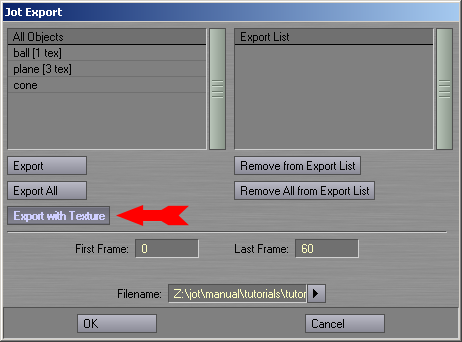 Jot Export
All Objects
ball [1 tex]
plane [3 tex]
cone
Export List
Export
Remove from Export List
Export All
Remove All from Export List
Export with Texture
First Frame: 0 Last Frame: 60
Filename: Z:\jot\manual\tutorials\tutor
OK Cancel